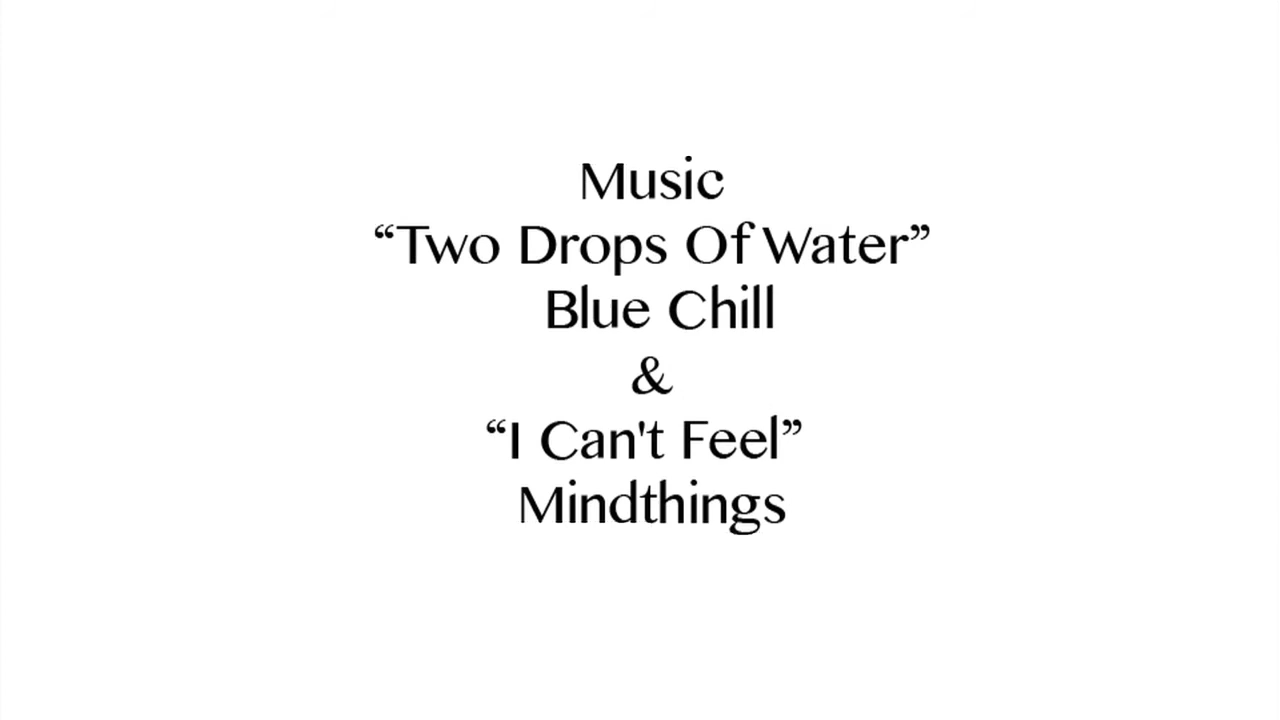 Music
“Two Drops Of Water”
Blue Chill
&
“I Can't Feel”
Mindthings